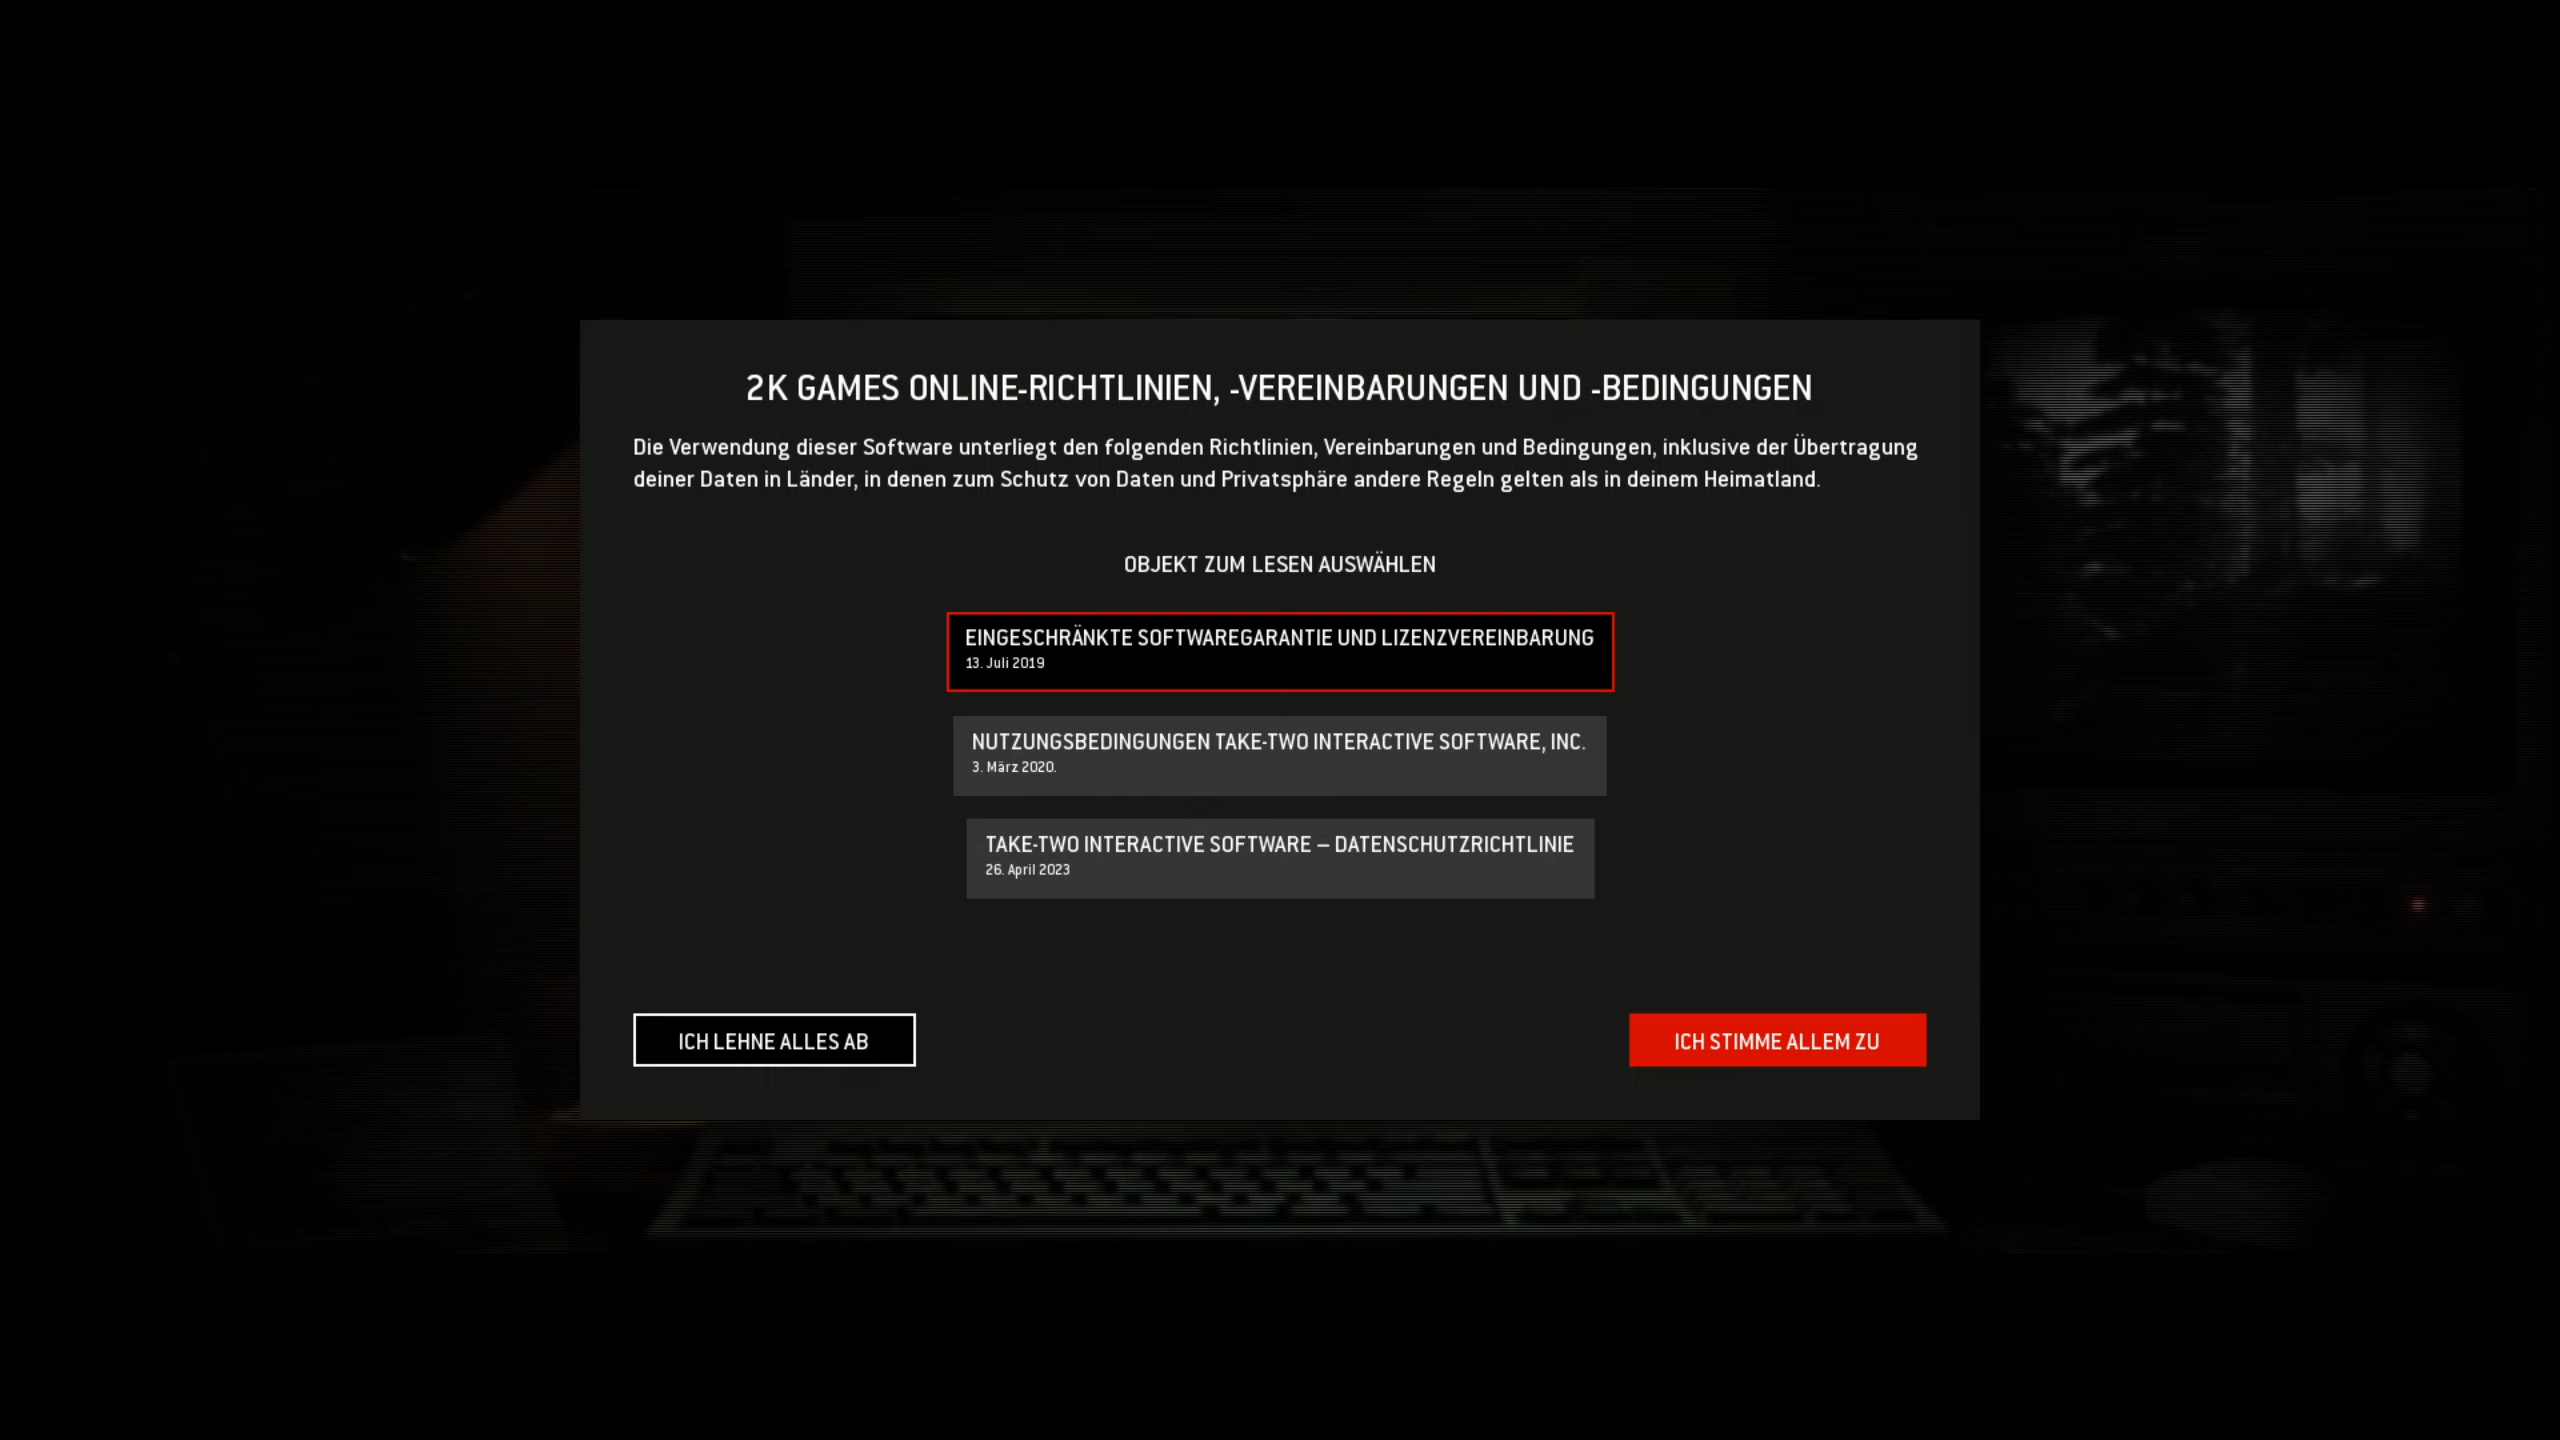 2K GAMES ONLINE-RICHTLINIEN, -VEREINBARUNGEN UND -BEDINGUNGEN
Die Verwendung dieser Software unterliegt den folgenden Richtlinien, Vereinbarungen und Bedingungen, inklusive der Übertragung
deiner Daten in Länder, in denen zum Schutz von Daten und Privatsphäre andere Regeln gelten als in deinem Heimatland.
OBJEKT ZUM LESEN AUSWÄHLEN
EINGESCHRÄNKTE SOFTWAREGARANTIE UND LIZENZVEREINBARUNG
13. Juli 2019
NUTZUNGSBEDINGUNGEN TAKE-TWO INTERACTIVE SOFTWARE, INC.
3. März 2020.
TAKE-TWO INTERACTIVE SOFTWARE – DATENSCHUTZRICHTLINIE
26. April 2023
ICH LEHNE ALLES AB
ICH STIMME ALLEM ZU